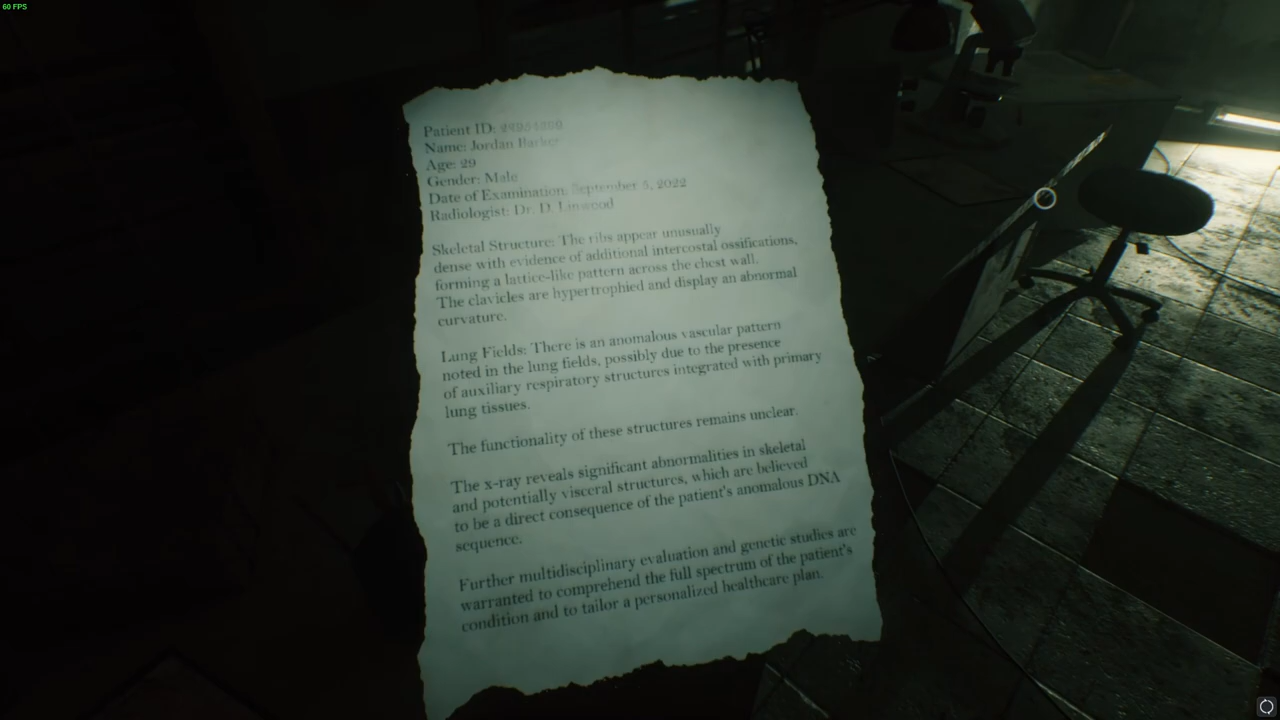 60 FPS
Patient ID:
Name: Jordan Barker
Age: 29
Gender: Male
Date of Examination: September 5, 2022
Radiologist: Dr. D. Linwood
Skeletal Structure: The ribs appear unusually
dense with evidence of additional intercostal ossifications,
forming a lattice-like pattern across the chest wall.
The clavicles are hypertrophied and display an abnormal
curvature.
Lung Fields: There is an anomalous vascular pattern
noted in the lung fields, possibly due to the presence
of auxiliary respiratory structures integrated with primary
lung tissues.
The functionality of these structures remains unclear.
The x-ray reveals significant abnormalities in skeletal
and potentially visceral structures, which are believed
to be a direct consequence of the patient's anomalous DNA
sequence.
Further multidisciplinary evaluation and genetic studies are
warranted to comprehend the full spectrum of the patient's
condition and to tailor a personalized healthcare plan.